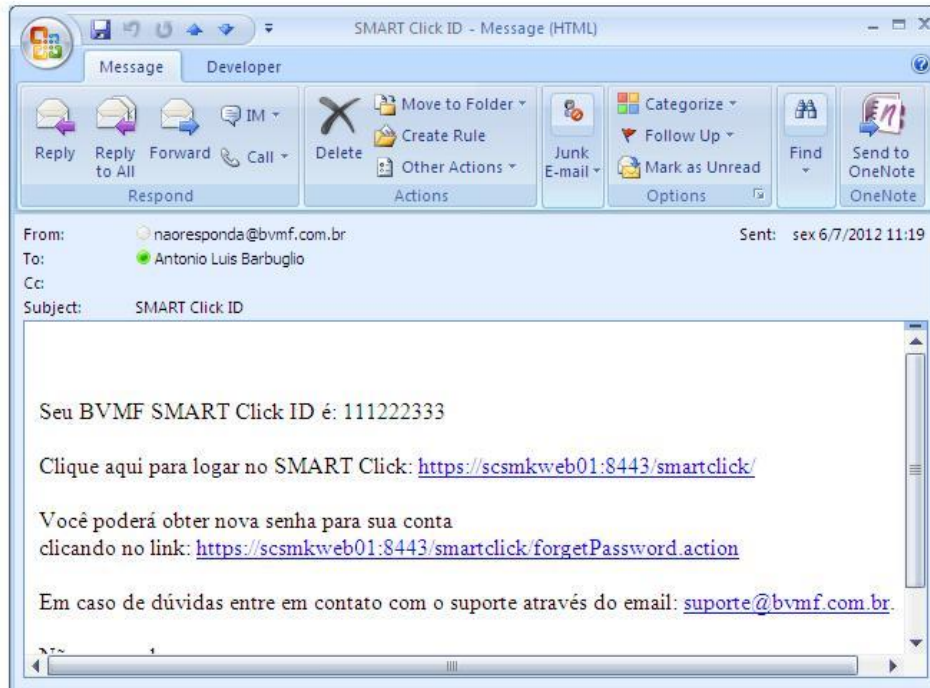 SMART Click ID - Message (HTML)
Message Developer
Reply
Reply to All
Forward
IM
Call
Respond
Delete
Move to Folder
Create Rule
Other Actions
Actions
Junk E-mail
Categorize
Follow Up
Mark as Unread
Options
Find
Send to OneNote
OneNote
From: naoresponda@bvmf.com.br Sent: sex 6/7/2012 11:19
To: Antonio Luis Barbuglio
Cc:
Subject: SMART Click ID
Seu BVMF SMART Click ID é: 111222333
Clique aqui para logar no SMART Click: https://scsmkweb01:8443/smartclick/
Você poderá obter nova senha para sua conta
clicando no link: https://scsmkweb01:8443/smartclick/forgetPassword.action
Em caso de dúvidas entre em contato com o suporte através do email: suporte@bvmf.com.br.